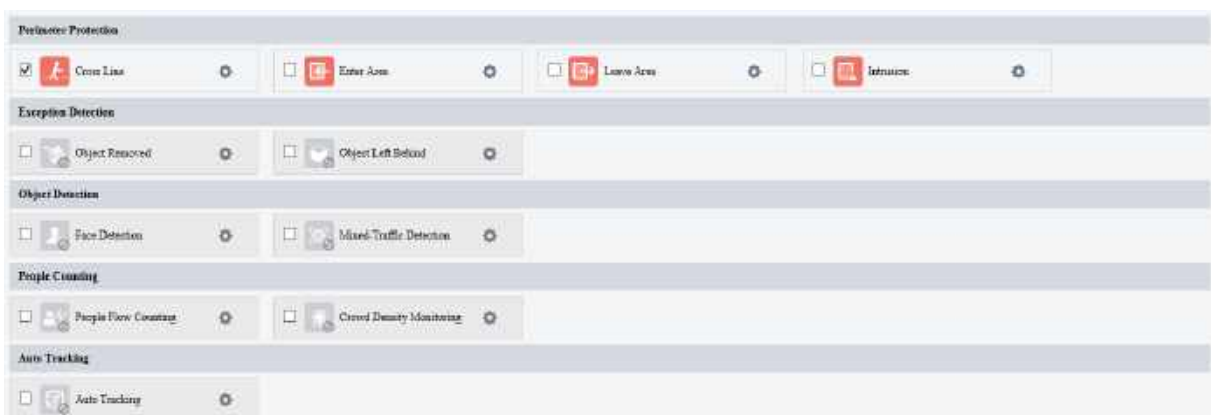 Perimeter Protection
Cross Line Enter Area Leave Area Intrusion
Exception Detection
Object Removed Object Left Behind
Object Detection
Face Detection Mixed-Traffic Detection
People Counting
People Flow Counting Crowd Density Monitoring
Auto Tracking
Auto Tracking